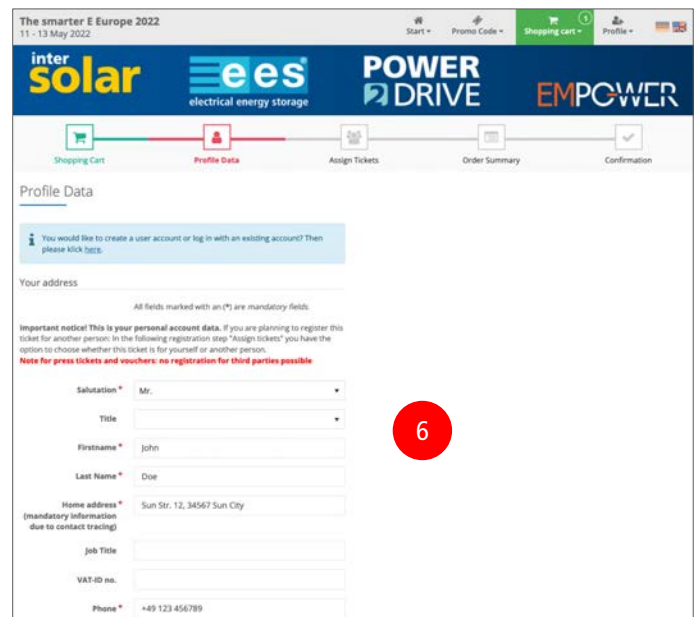 The smarter E Europe 2022
11 - 13 May 2022
Start
Promo Code
Shopping cart
1
Profile
inter
solar
ees
electrical energy storage
POWER
2 DRIVE
EMPOWER
Shopping Cart
Profile Data
Assign Tickets
Order Summary
Confirmation
Profile Data
You would like to create a user account or log in with an existing account? Then
please klick here.
Your address
All fields marked with an (*) are mandatory fields.
Important notice! This is your personal account data. If you are planning to register this
ticket for another person: In the following registration step "Assign tickets" you have the
option to choose whether this ticket is for yourself or another person.
Note for press tickets and vouchers: no registration for third parties possible
Salutation * Mr.
Title
6
Firstname * John
Last Name * Doe
Home address * Sun Str. 12, 34567 Sun City
(mandatory information
due to contact tracing)
Job Title
VAT-ID no.
Phone * +49 123 456789